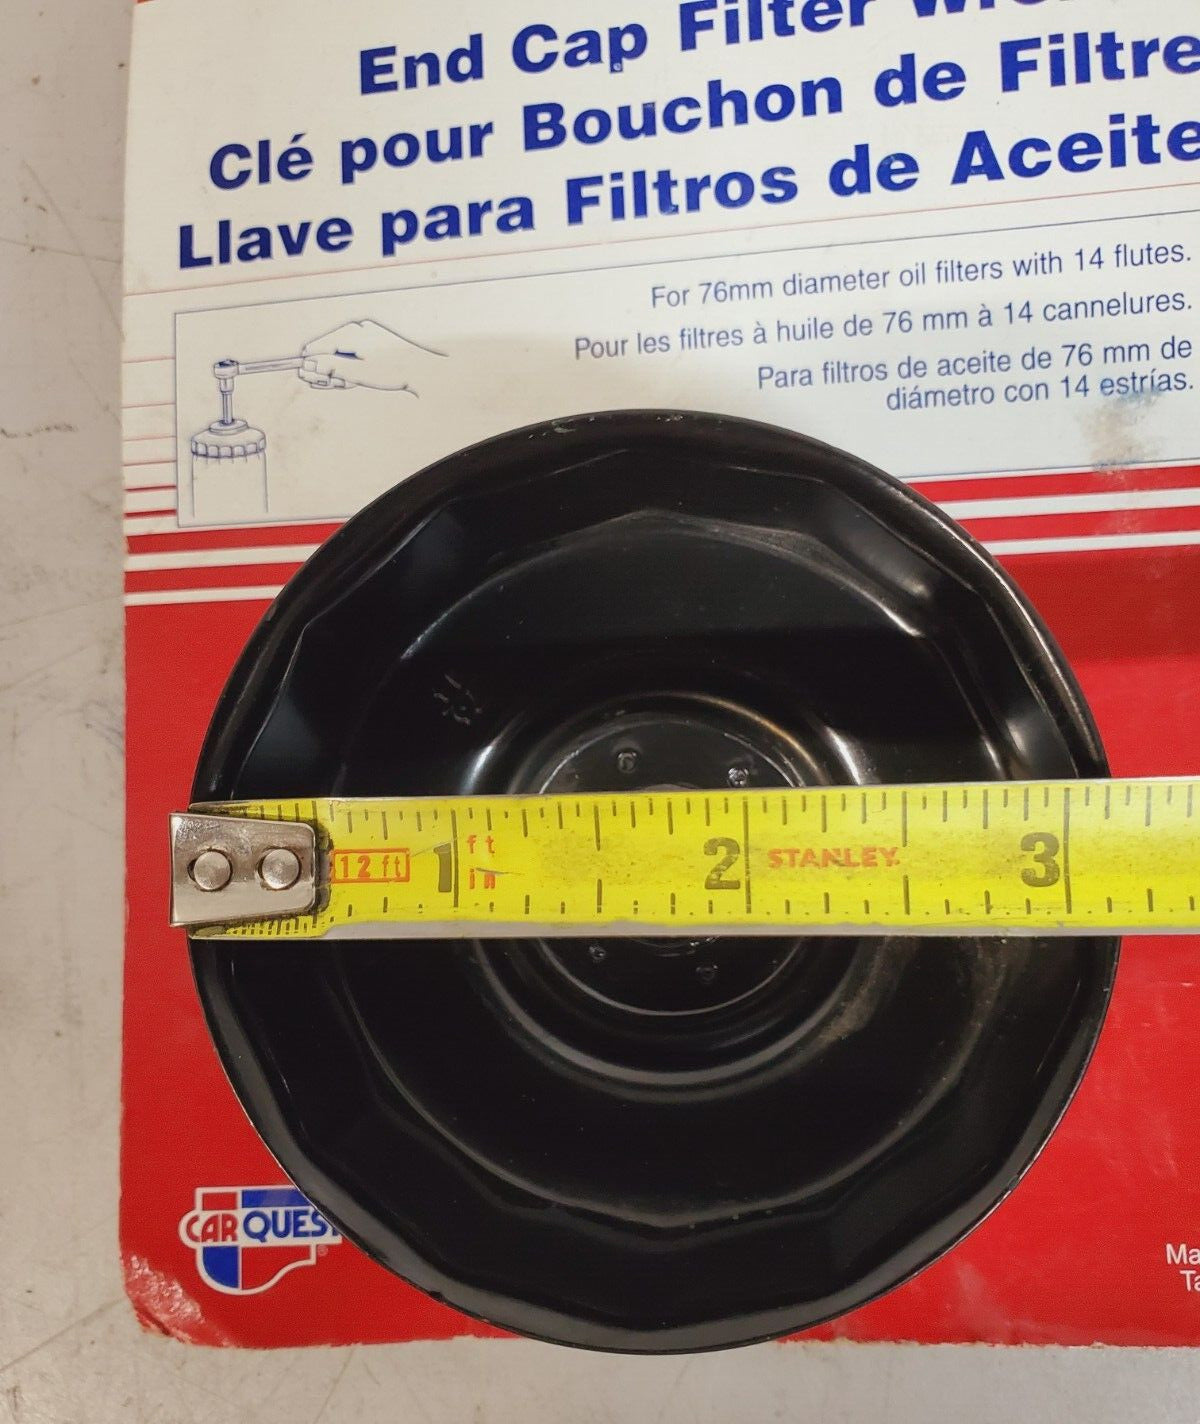 End Cap Filter
Clé pour Bouchon de Filtre
Llave para Filtros de Aceite
For 76mm diameter oil filters with 14 flutes.
Pour les filtres à huile de 76 mm à 14 cannelures.
Para filtros de aceite de 76 mm de
diámetro con 14 estrías.
12 ft 1 ft 2 STANLEY. 3
in
CARQUEST ®